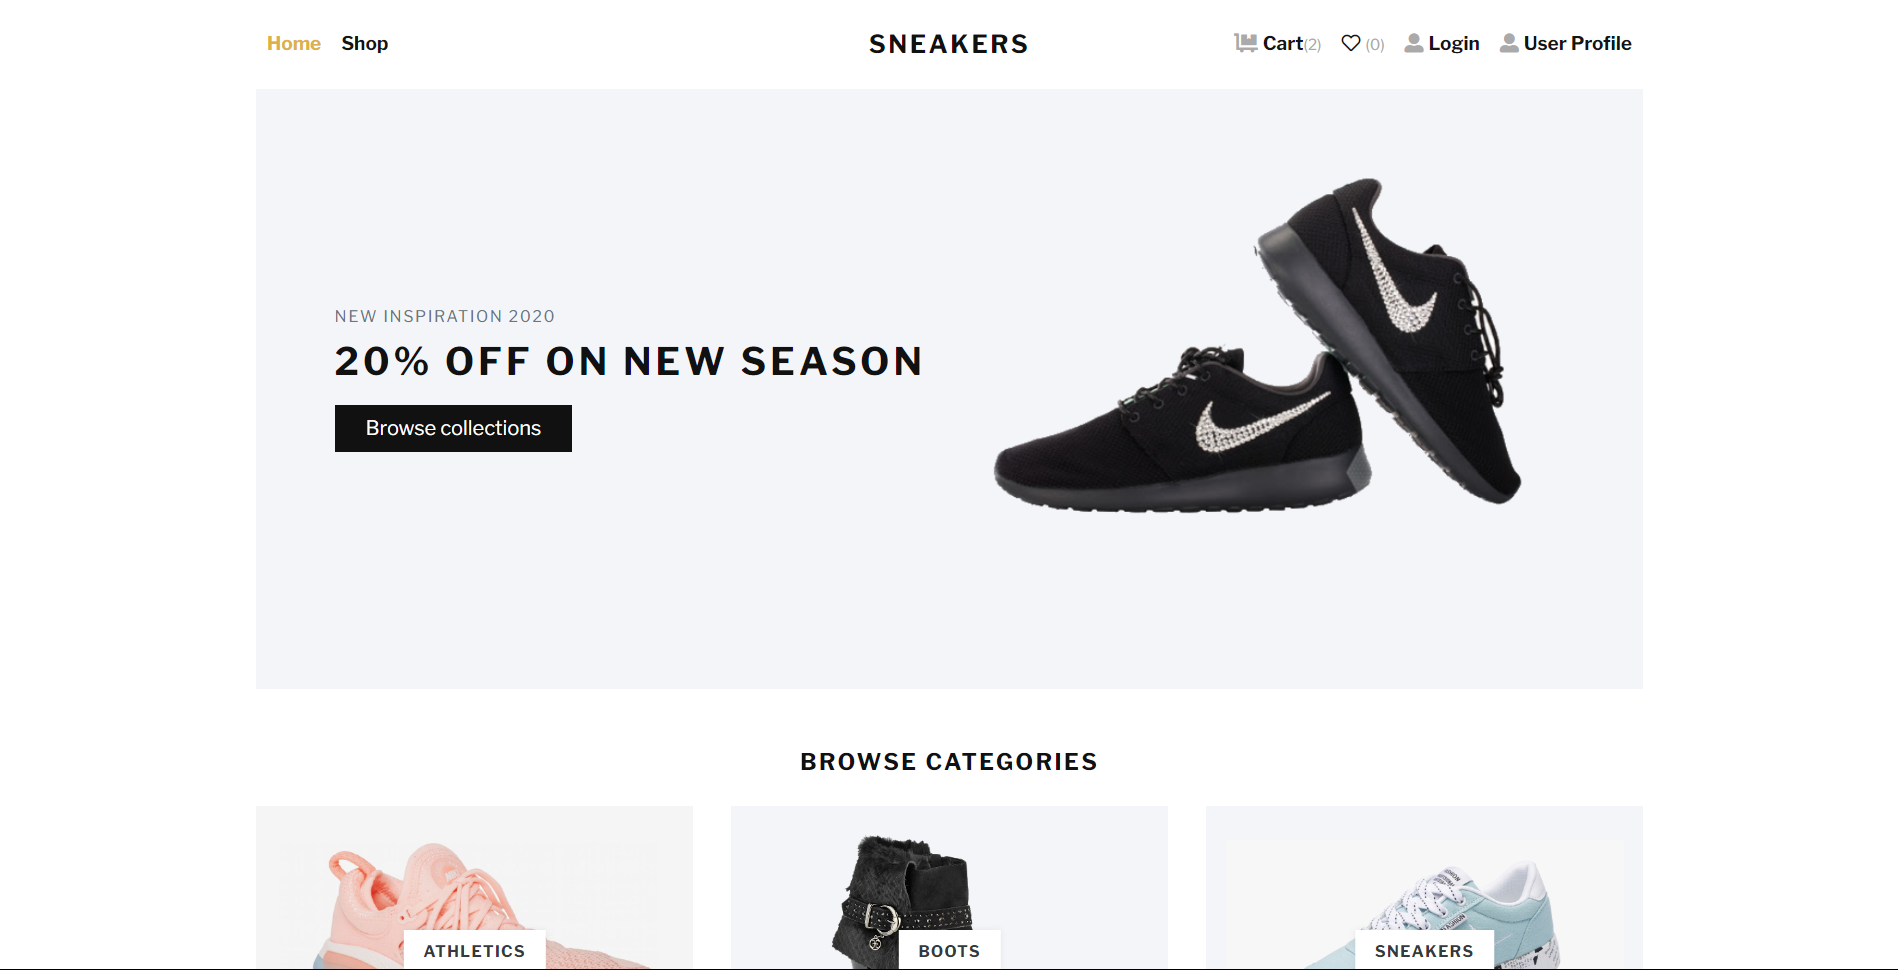 Home Shop SNEAKERS Cart(2) (0) Login User Profile
NEW INSPIRATION 2020
20% OFF ON NEW SEASON
Browse collections
BROWSE CATEGORIES
ATHLETICS BOOTS SNEAKERS